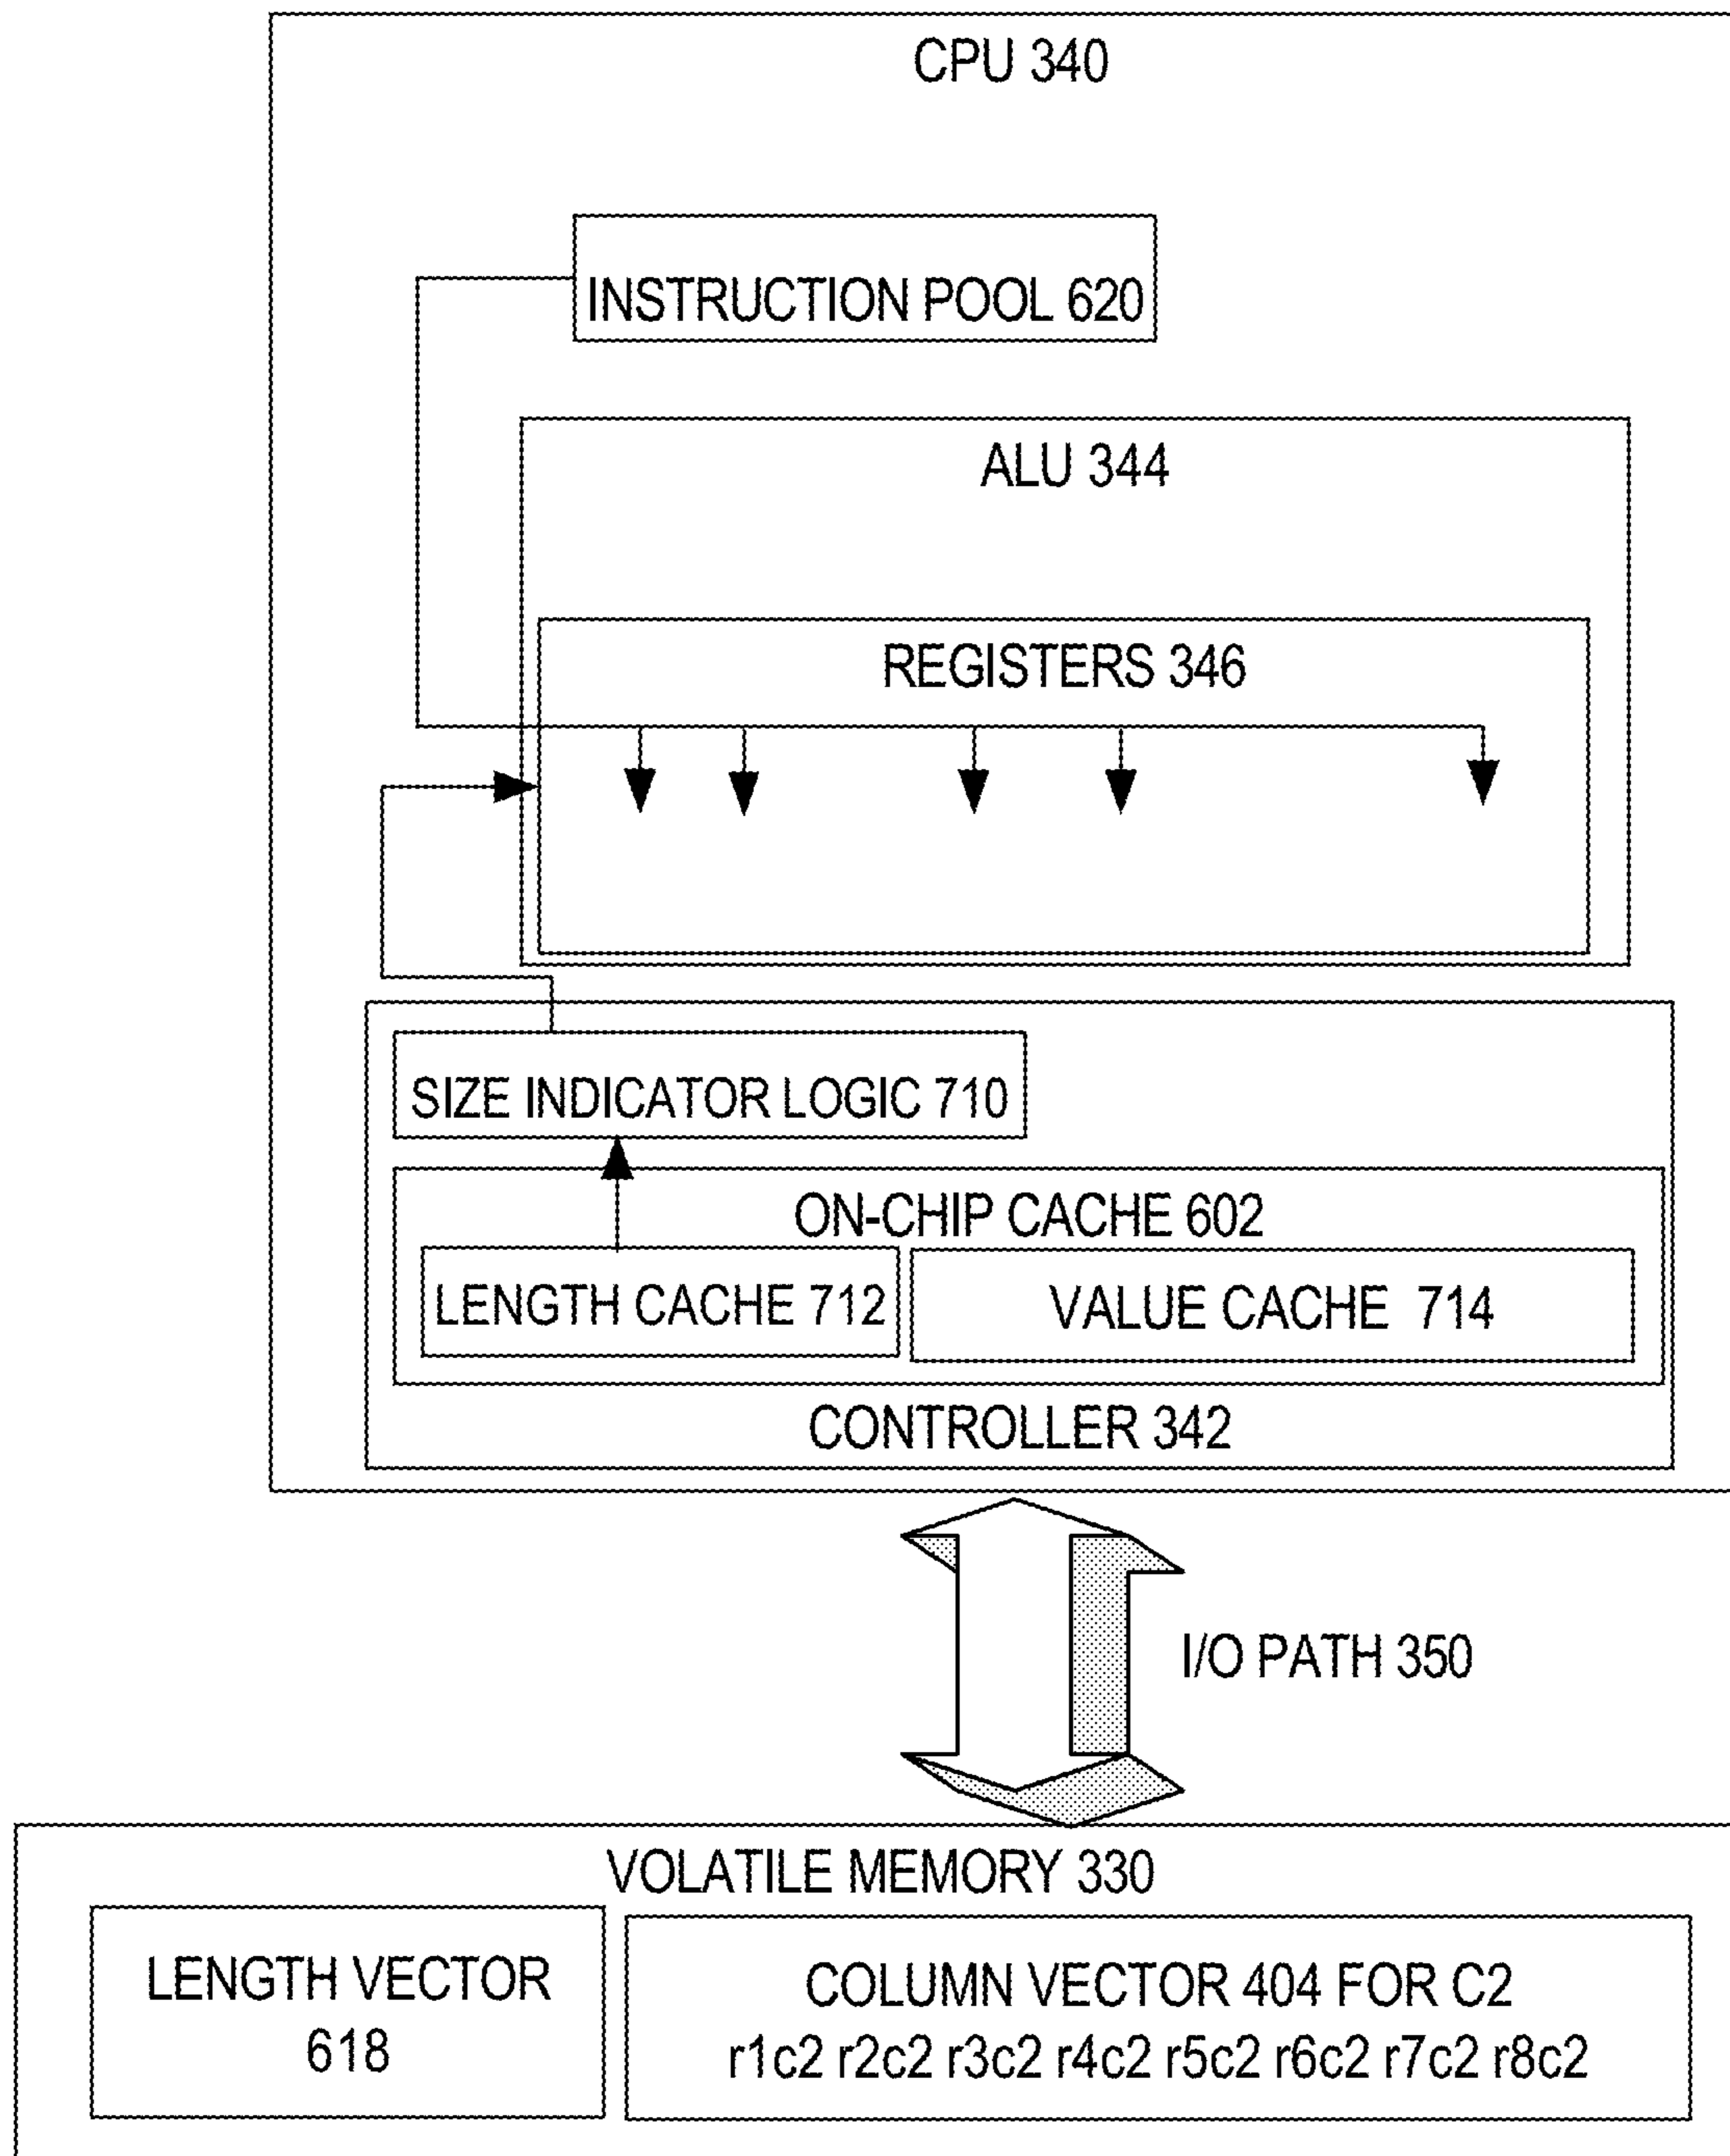 CPU 340
INSTRUCTION POOL 620
ALU 344
REGISTERS 346
SIZE INDICATOR LOGIC 710
ON-CHIP CACHE 602
LENGTH CACHE 712
VALUE CACHE 714
CONTROLLER 342
I/O PATH 350
VOLATILE MEMORY 330
LENGTH VECTOR
618
COLUMN VECTOR 404 FOR C2
r1c2 r2c2 r3c2 r4c2 r5c2 r6c2 r7c2 r8c2